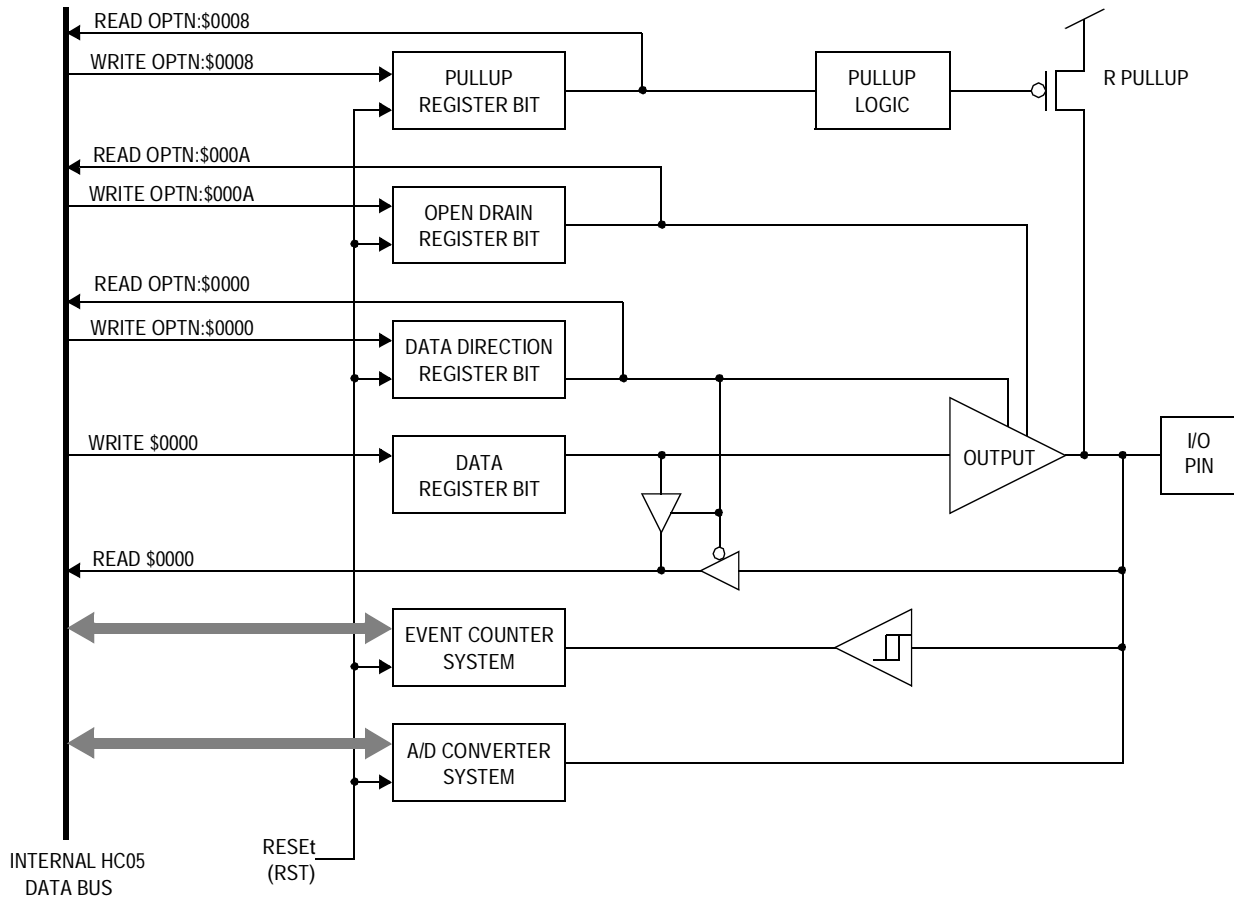 READ OPTN:$0008
WRITE OPTN:$0008
PULLUP
REGISTER BIT
PULLUP
LOGIC
R PULLUP
READ OPTN:$000A
WRITE OPTN:$000A
OPEN DRAIN
REGISTER BIT
READ OPTN:$0000
WRITE OPTN:$0000
DATA DIRECTION
REGISTER BIT
WRITE $0000
DATA
REGISTER BIT
OUTPUT
I/O
PIN
READ $0000
EVENT COUNTER
SYSTEM
A/D CONVERTER
SYSTEM
RESEt
(RST)
INTERNAL HC05
DATA BUS